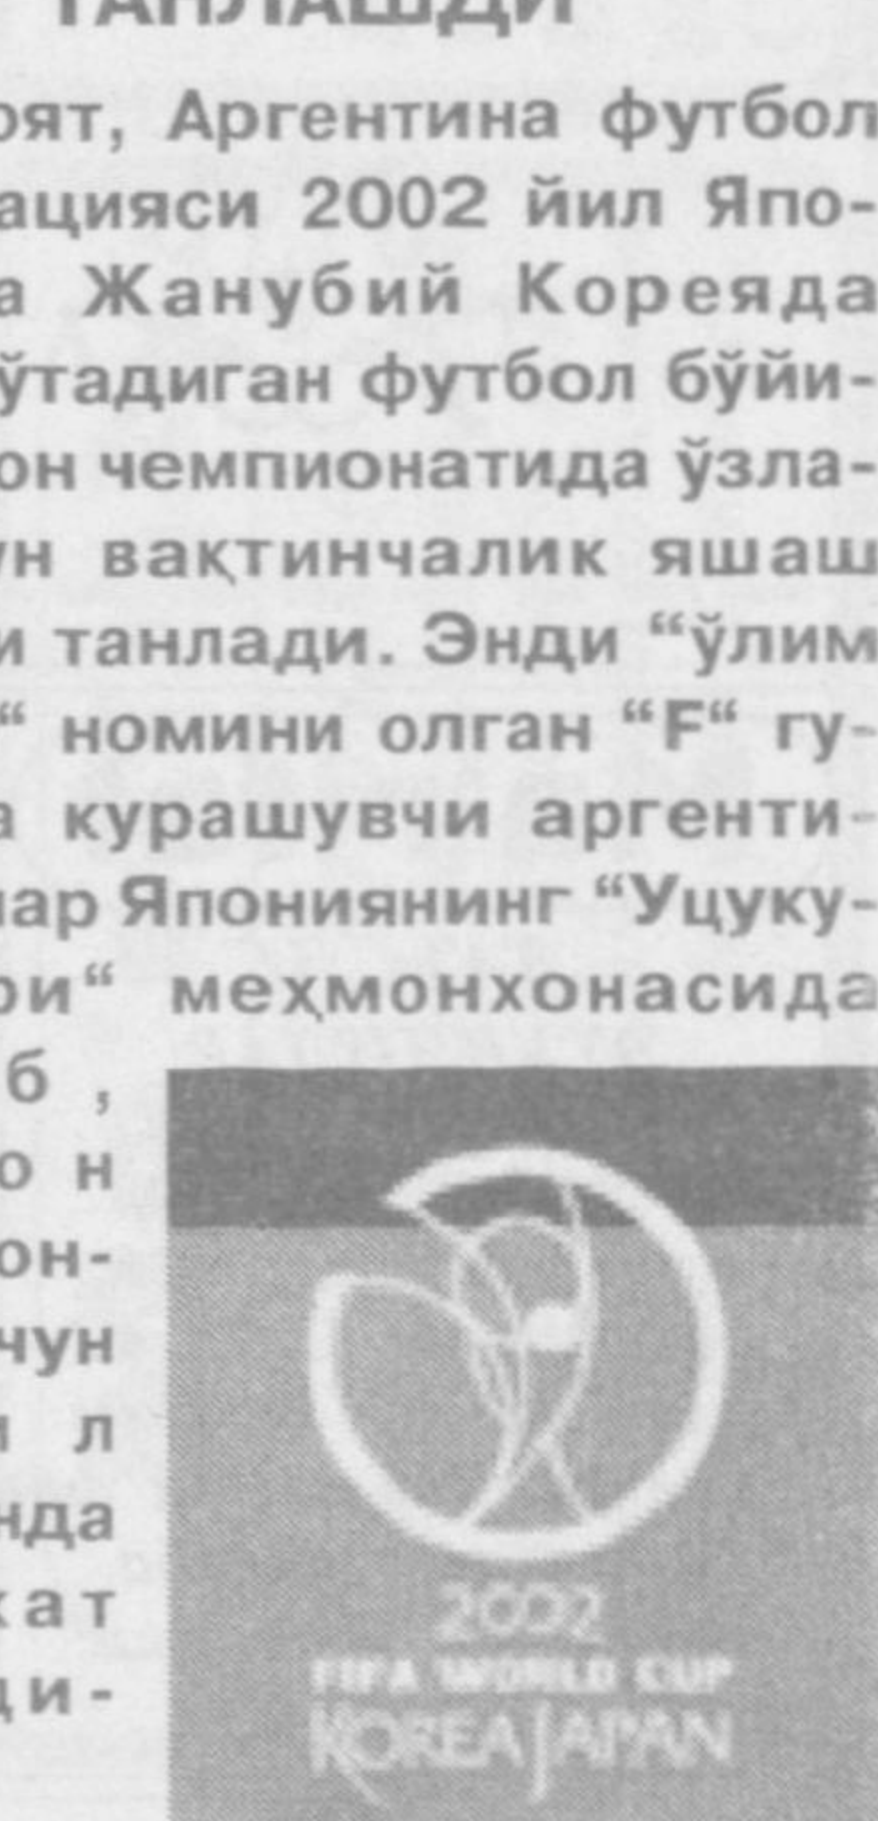 ТАНЛАШДИ
оят, Аргентина футбол
ацияси 2002 йил Япо-
а Жанубий Кореяда
ўтадиган футбол бўйи-
он чемпионатида ўзла-
ун вақтинчалик яшаш
и танлади. Энди “ўлим
“ номини олган “F“ гу-
а курашувчи аргенти-
лар Япониянинг “Уцуку-
ри“ меҳмонхонасида
б ,
о н
он-
чун
и л
нда
кат
ди-
2002
FIFA WORLD CUP
KOREA JAPAN